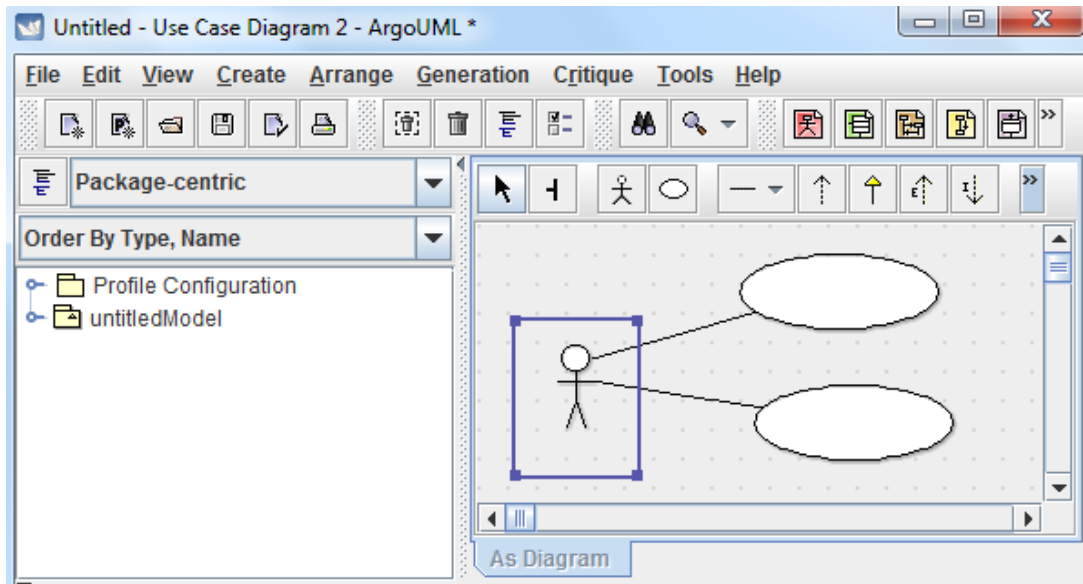 Untitled - Use Case Diagram 2 - ArgoUML *
File Edit View Create Arrange Generation Critique Tools Help
Package-centric
Order By Type, Name
Profile Configuration
untitledModel
As Diagram